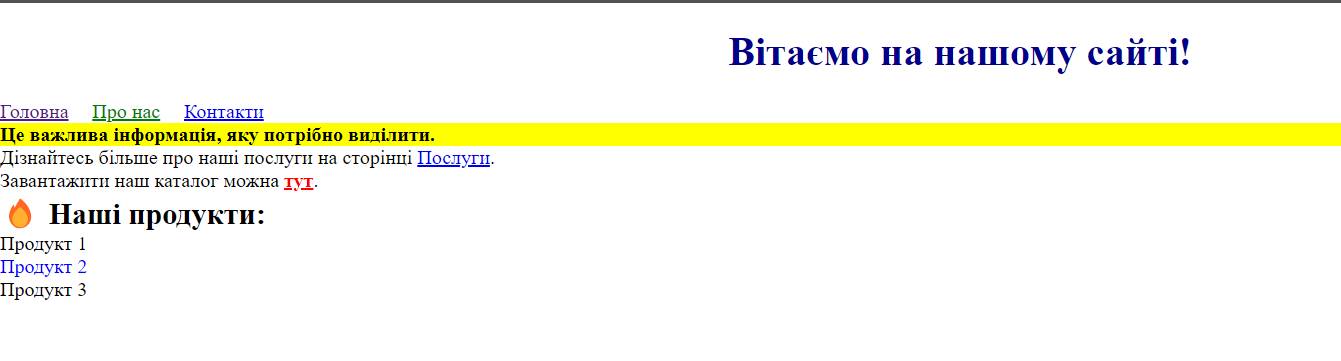 Вітаємо на нашому сайті!
Головна Про нас Контакти
Це важлива інформація, яку потрібно виділити.
Дізнайтесь більше про наші послуги на сторінці Послуги.
Завантажити наш каталог можна тут.
Наші продукти:
Продукт 1
Продукт 2
Продукт 3